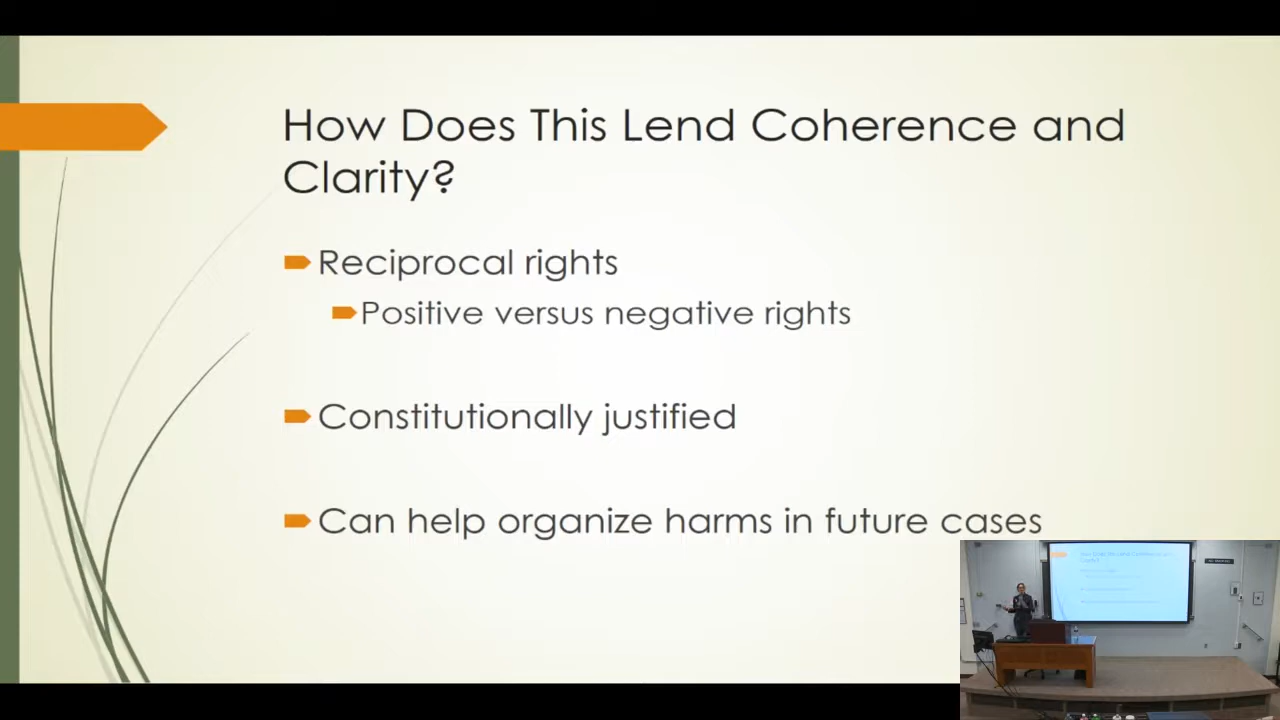 How Does This Lend Coherence and
Clarity?
Reciprocal rights
Positive versus negative rights
Constitutionally justified
Can help organize harms in future cases